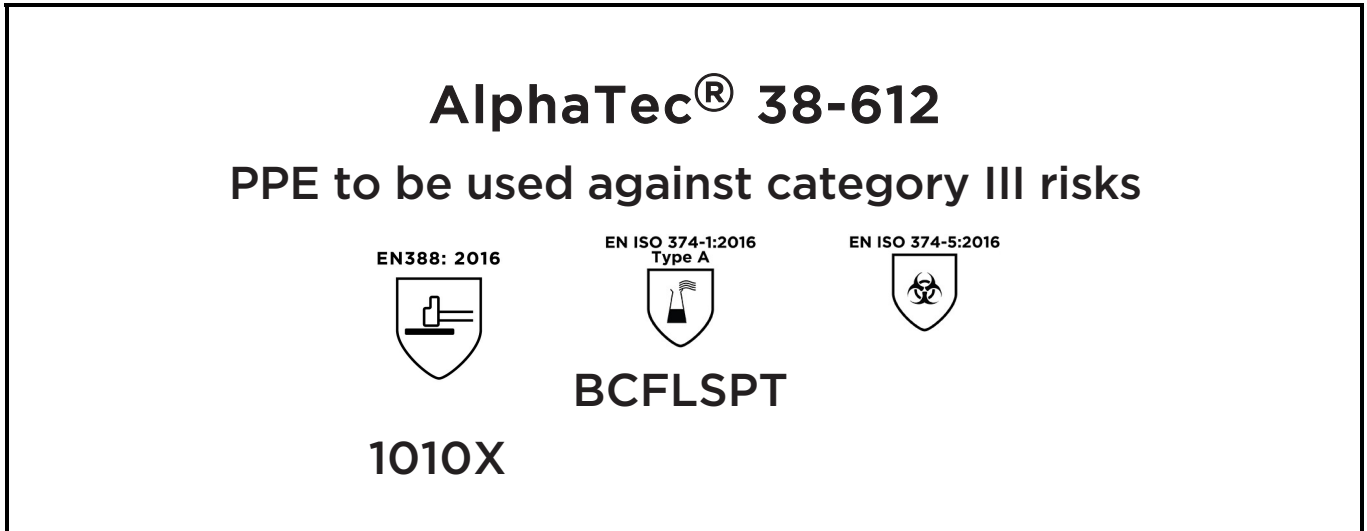 AlphaTec® 38-612
PPE to be used against category III risks
EN388: 2016
1010X
EN ISO 374-1:2016
Type A
BCFLSPT
EN ISO 374-5:2016